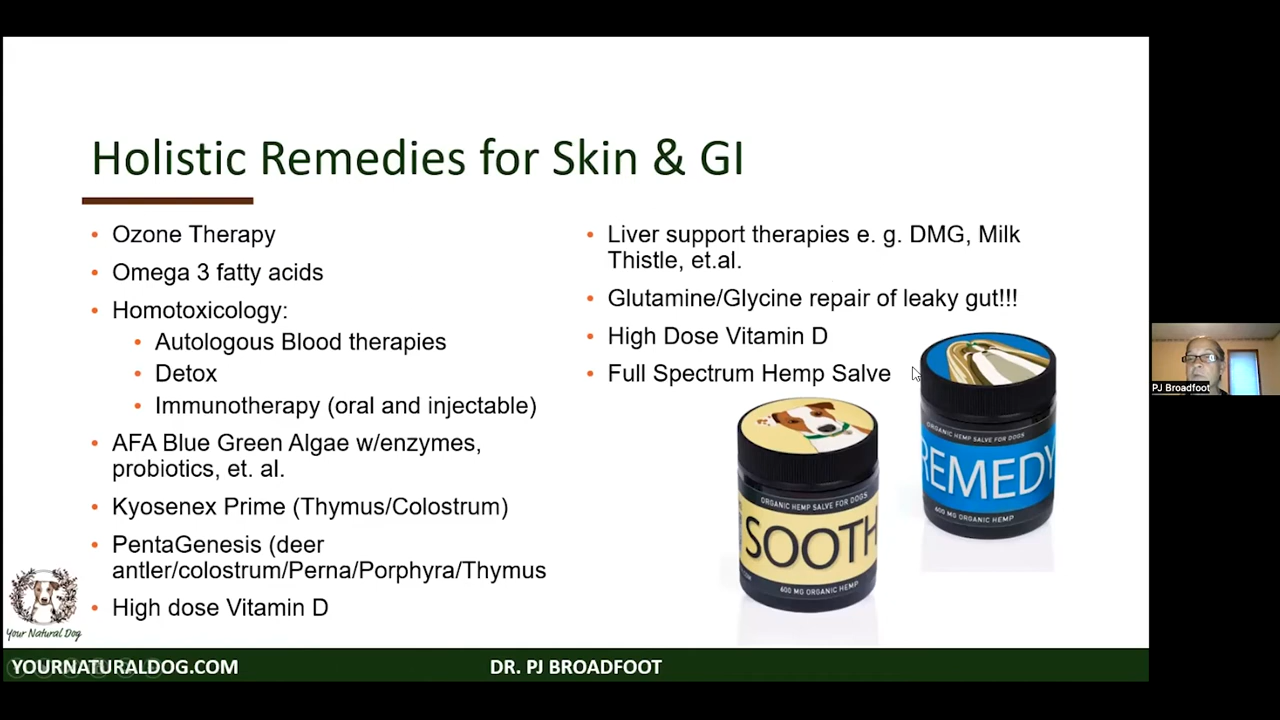 Holistic Remedies for Skin & GI
• Ozone Therapy
• Omega 3 fatty acids
• Homotoxicology:
• Autologous Blood therapies
• Detox
• Immunotherapy (oral and injectable)
• AFA Blue Green Algae w/enzymes,
probiotics, et. al.
• Kyosenex Prime (Thymus/Colostrum)
• PentaGenesis (deer
antler/colostrum/Perna/Porphyra/Thymus
• High dose Vitamin D
• Liver support therapies e. g. DMG, Milk
Thistle, et.al.
• Glutamine/Glycine repair of leaky gut!!!
• High Dose Vitamin D
• Full Spectrum Hemp Salve
ORGANIC HEMP SALVE FOR DOGS
SOOTH
600 MG ORGANIC HEMP
ORGANIC HEMP SALVE FOR DOGS
REMEDY
600 MG ORGANIC HEMP
PJ Broadfoot
Your Natural Dog
YOURNATURALDOG.COM
DR. PJ BROADFOOT